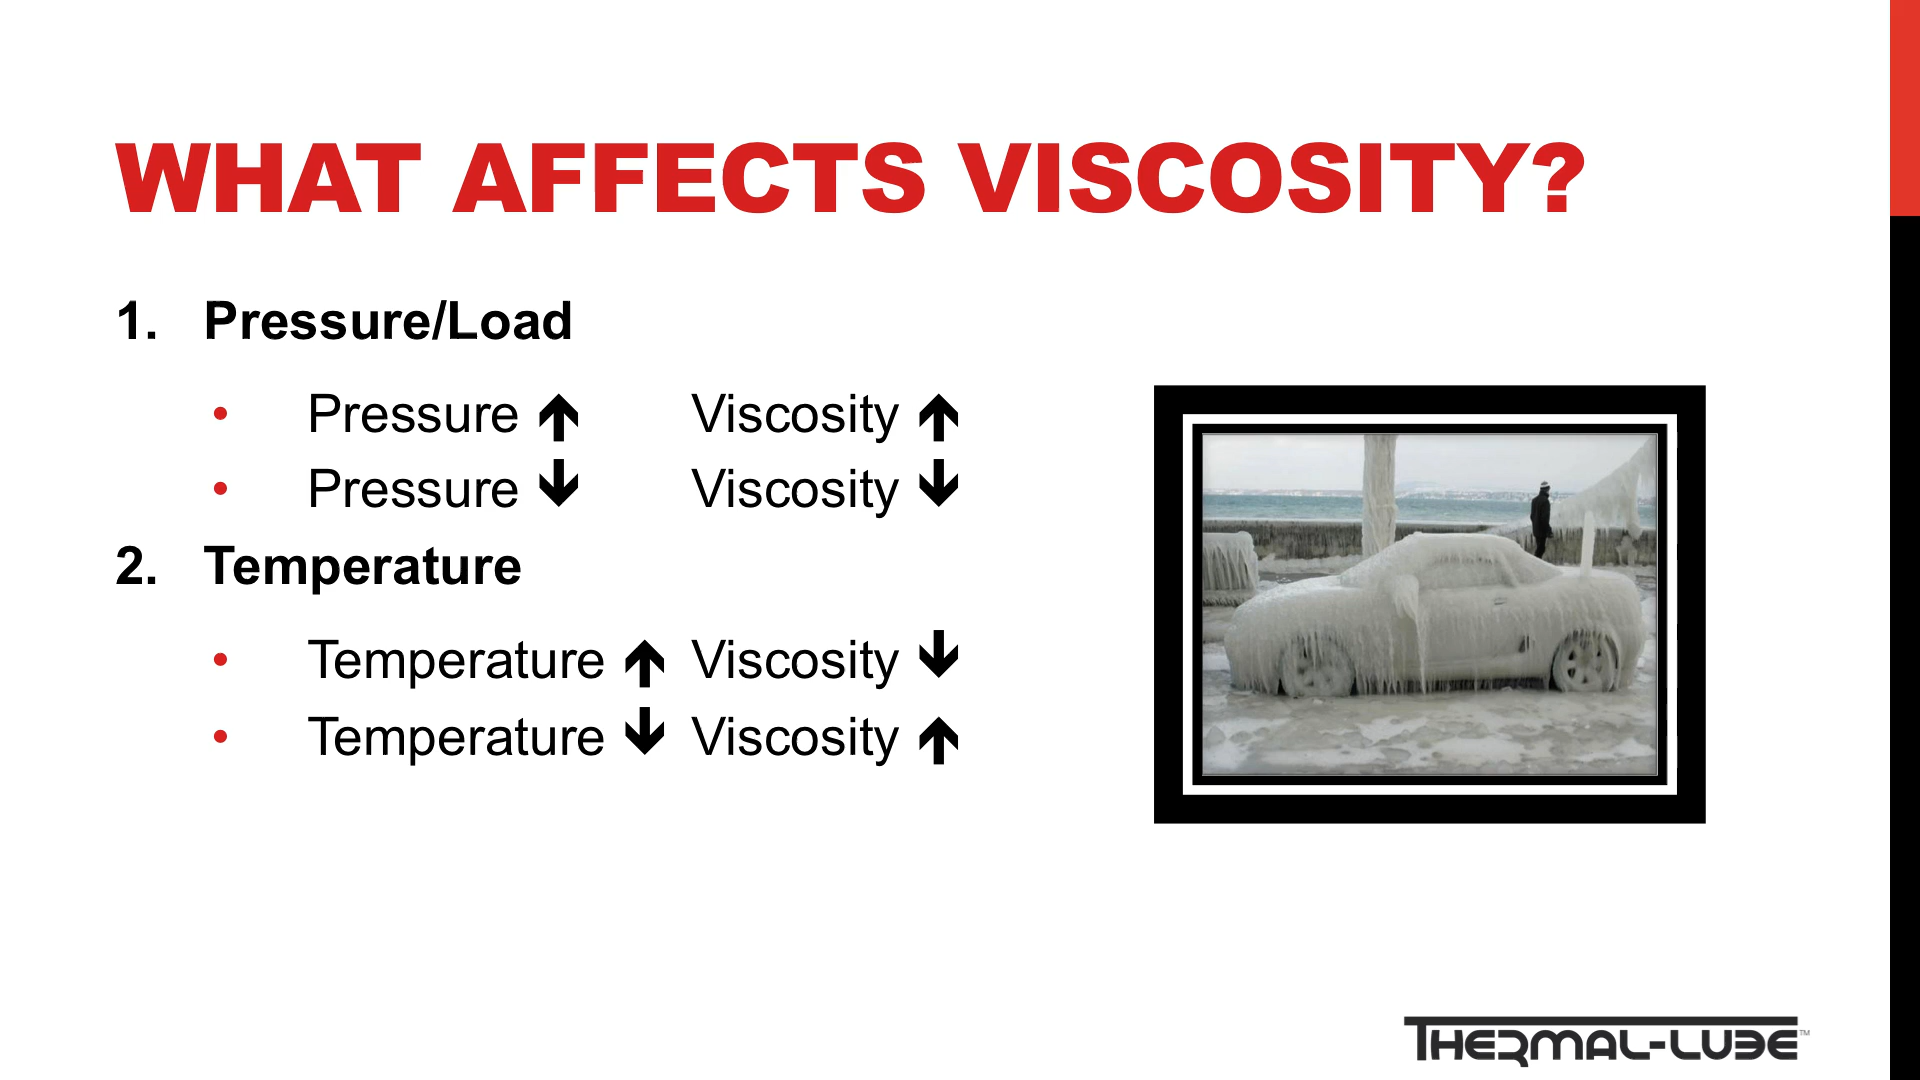 WHAT AFFECTS VISCOSITY?
1. Pressure/Load
• Pressure 🡹 Viscosity 🡹
• Pressure 🡻 Viscosity 🡻
2. Temperature
• Temperature 🡹 Viscosity 🡻
• Temperature 🡻 Viscosity 🡹
THERMAL-LUBE™